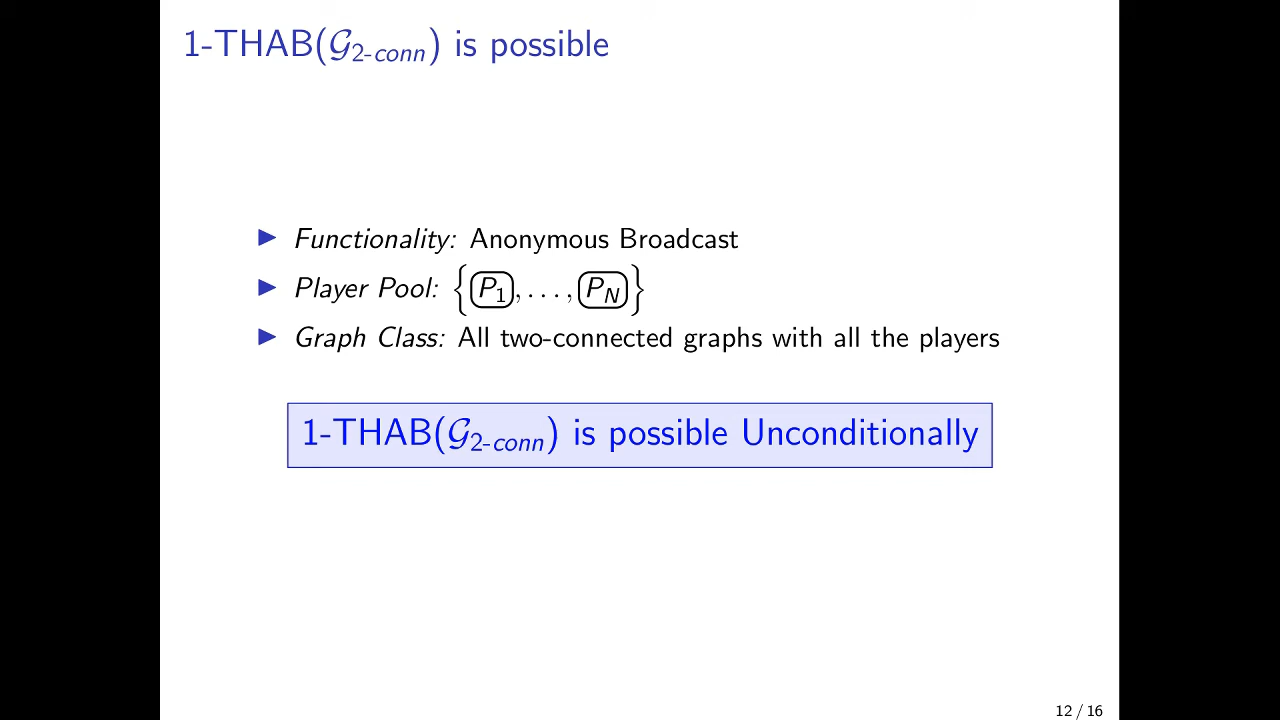 1-THAB(𝒢2-conn) is possible
▶ Functionality: Anonymous Broadcast
▶ Player Pool: {P1, . . . , PN}
▶ Graph Class: All two-connected graphs with all the players
1-THAB(𝒢2-conn) is possible Unconditionally
12 / 16